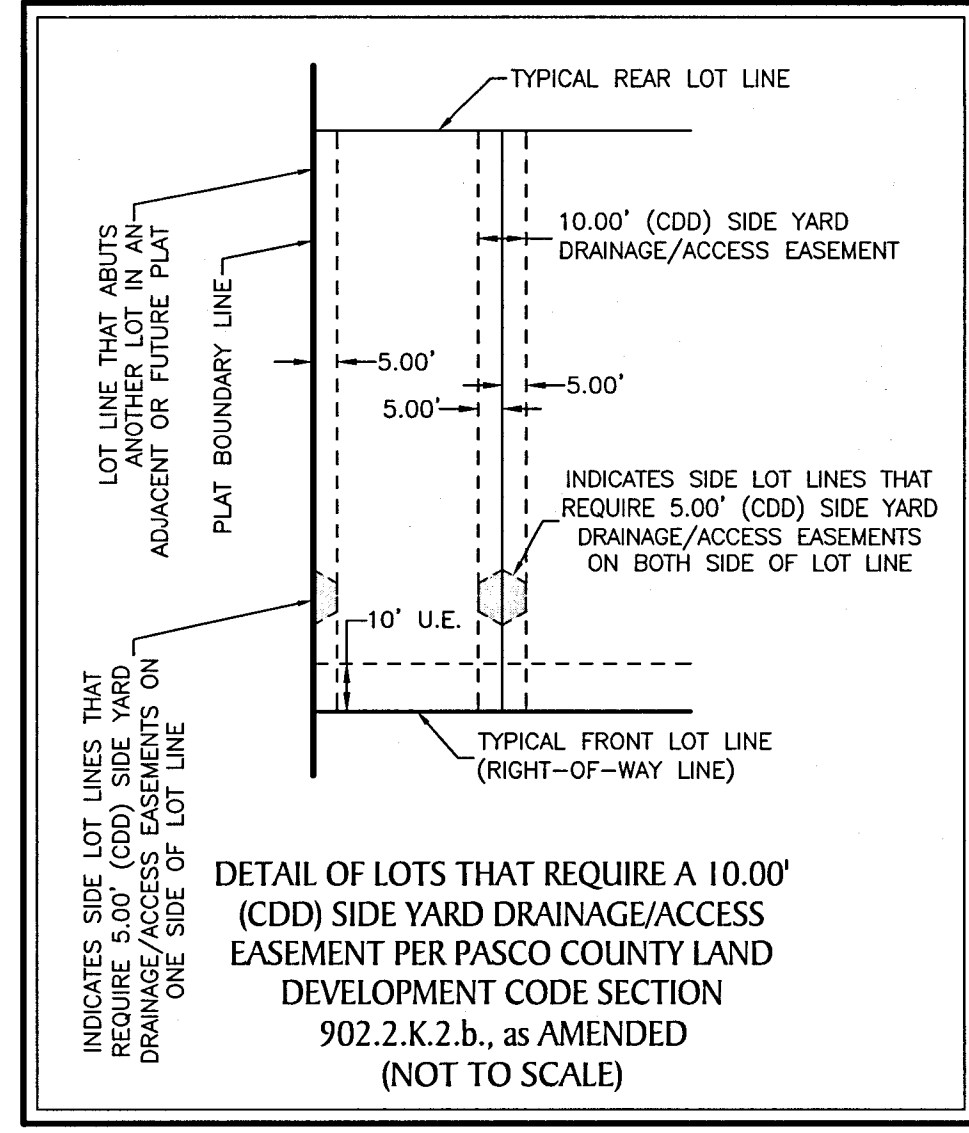 TYPICAL REAR LOT LINE
LOT LINE THAT ABUTS
ANOTHER LOT IN AN
ADJACENT OR FUTURE PLAT
PLAT BOUNDARY LINE
10.00' (CDD) SIDE YARD
DRAINAGE/ACCESS EASEMENT
5.00'
5.00'
5.00'
INDICATES SIDE LOT LINES THAT
REQUIRE 5.00' (CDD) SIDE YARD
DRAINAGE/ACCESS EASEMENTS
ON BOTH SIDE OF LOT LINE
10' U.E.
INDICATES SIDE LOT LINES THAT
REQUIRE 5.00' (CDD) SIDE YARD
DRAINAGE/ACCESS EASEMENTS ON
ONE SIDE OF LOT LINE
TYPICAL FRONT LOT LINE
(RIGHT-OF-WAY LINE)
DETAIL OF LOTS THAT REQUIRE A 10.00'
(CDD) SIDE YARD DRAINAGE/ACCESS
EASEMENT PER PASCO COUNTY LAND
DEVELOPMENT CODE SECTION
902.2.K.2.b., as AMENDED
(NOT TO SCALE)